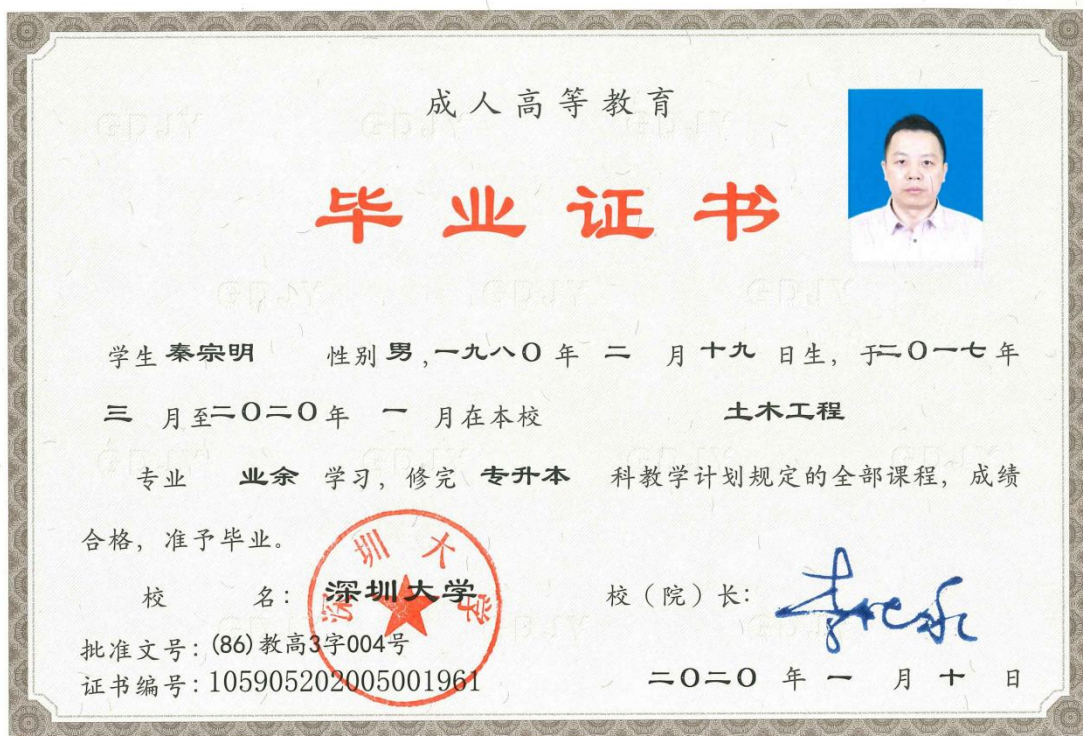 成人高等教育
毕业证书
学生 秦宗明 性别 男，一九八〇年 二 月 十九 日生，于二〇一七年
三 月至二〇二〇年 一 月在本校 土木工程
专业 业余 学习，修完 专升本 科教学计划规定的全部课程，成绩
合格，准予毕业。
校 名：深圳大学 校（院）长：
批准文号：(86)教高3字004号
证书编号：105905202005001961 二〇二〇 年 一 月 十 日
深圳大学